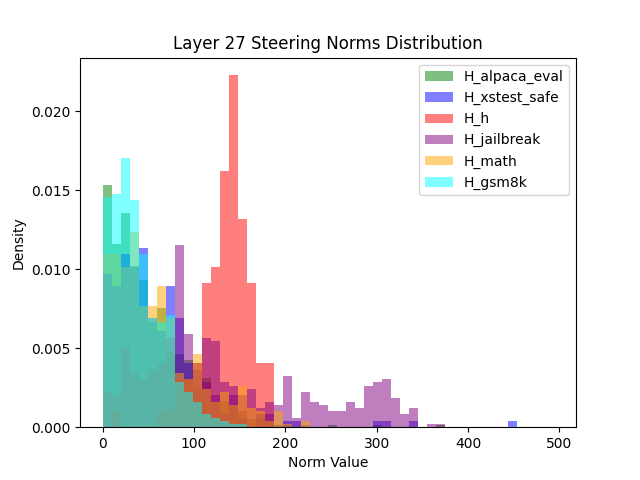 Layer 27 Steering Norms Distribution
H_alpaca_eval
H_xstest_safe
H_h
H_jailbreak
H_math
H_gsm8k
Density
0.020
0.015
0.010
0.005
0.000
0
100
200
300
400
500
Norm Value